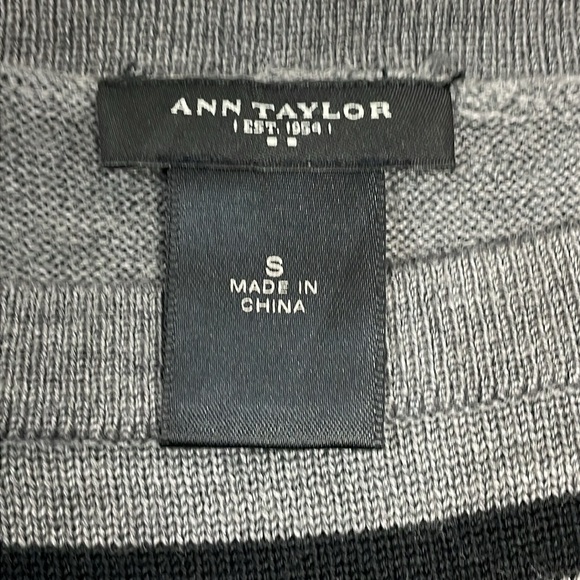 ANN TAYLOR
| EST. 1954 |
S
MADE IN
CHINA